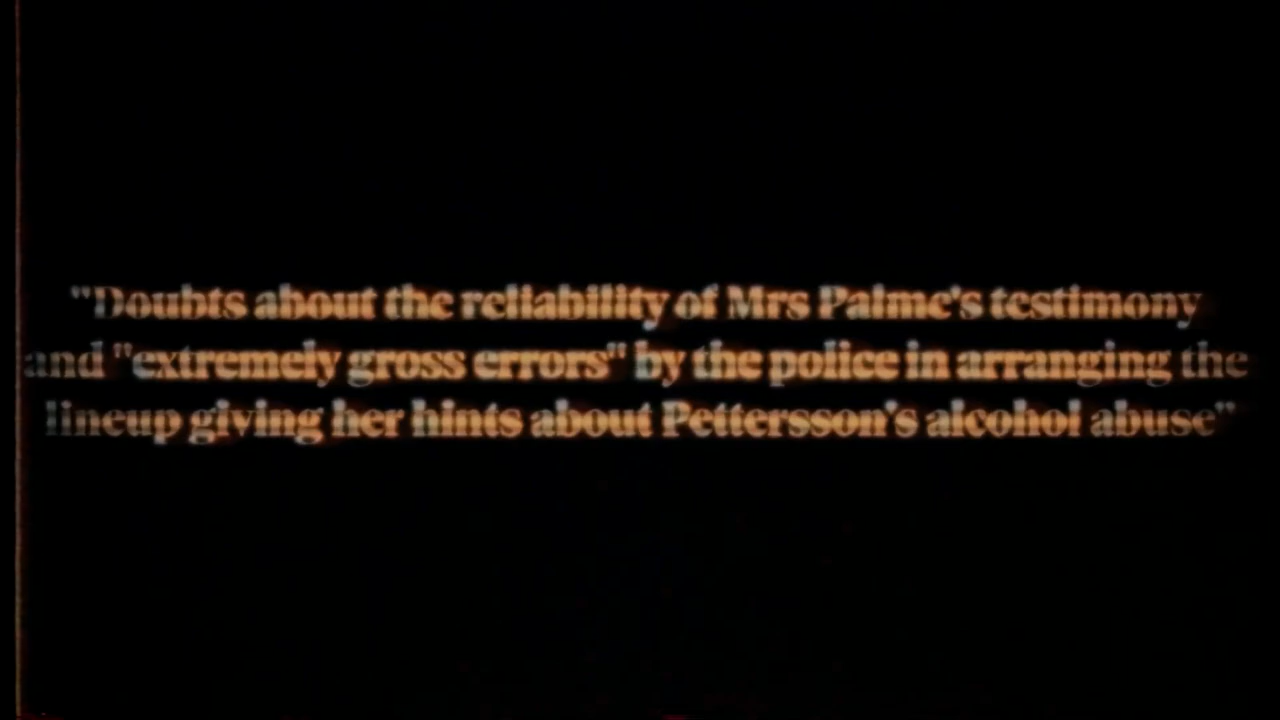 "Doubts about the reliability of Mrs Palme's testimony
and "extremely gross errors" by the police in arranging the
lineup giving her hints about Pettersson's alcohol abuse"